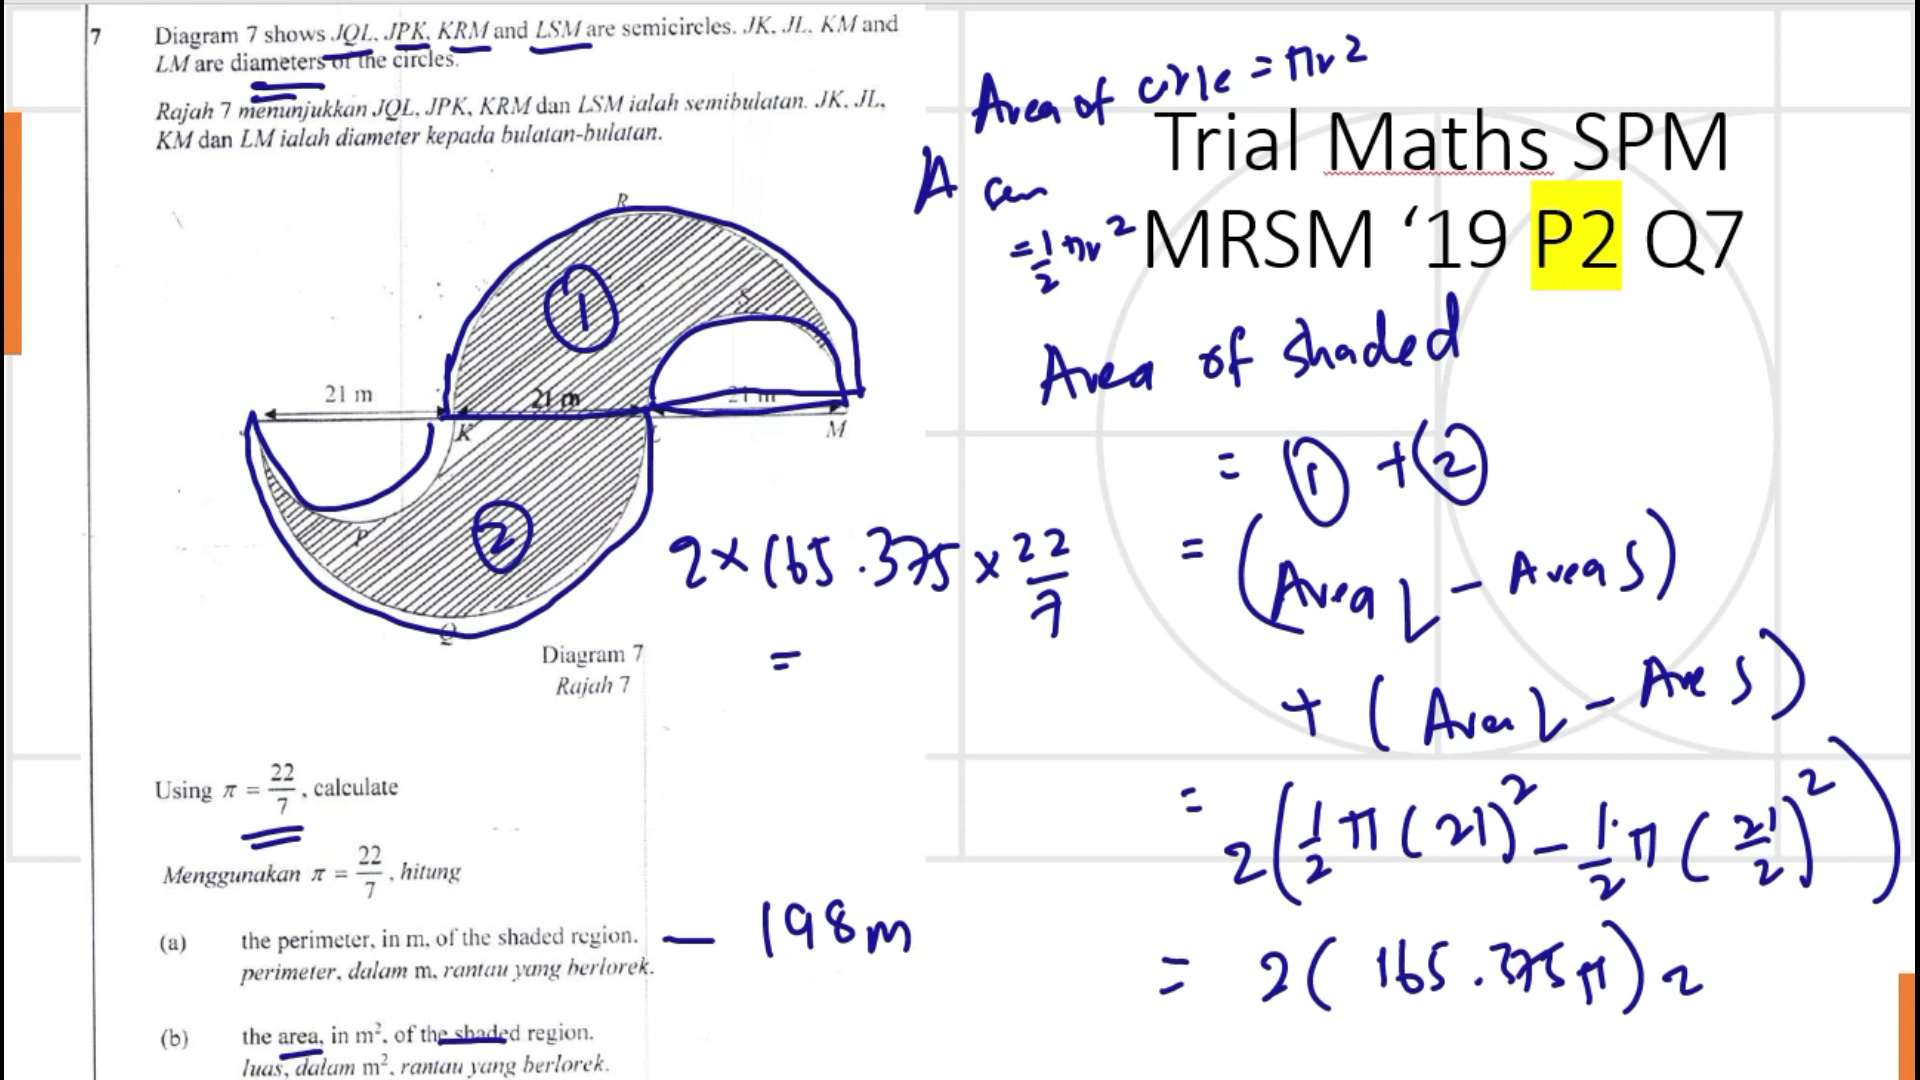 7 Diagram 7 shows JQL, JPK, KRM and LSM are semicircles. JK, JL, KM and
LM are diameters of the circles.
Rajah 7 menunjukkan JQL, JPK, KRM dan LSM ialah semibulatan. JK, JL,
KM dan LM ialah diameter kepada bulatan-bulatan.
R
S
1
21 m
21 m
21 m
K
L
M
2
P
Q
Diagram 7
Rajah 7
Using π = 22/7, calculate
Menggunakan π = 22/7, hitung
(a) the perimeter, in m, of the shaded region. — 198m
perimeter, dalam m, rantau yang berlorek.
(b) the area, in m², of the shaded region.
luas, dalam m², rantau yang berlorek.
2 × 165.375 × 22/7
=
Area of circle = πr²
Trial Maths SPM
MRSM ‘19 P2 Q7
A
= 1/2 πr²
Area of shaded
= 1 + 2
= (Area L - Area S)
+ (Area L - Are S)
= 2(1/2 π(21)² - 1/2 π(21/2)²)
= 2(165.375π)2